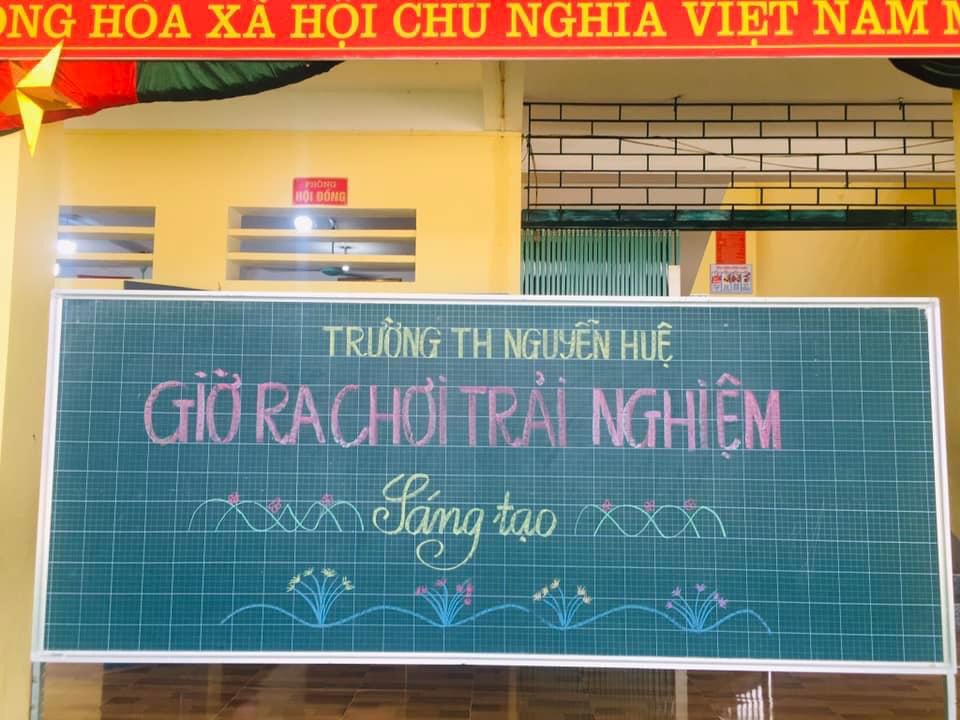 HÒA XÃ HỘI CHỦ NGHĨA VIỆT NAM
PHÒNG
HỘI ĐỒNG
TRƯỜNG TH NGUYỄN HUỆ
GIỜ RA CHƠI TRẢI NGHIỆM
Sáng tạo